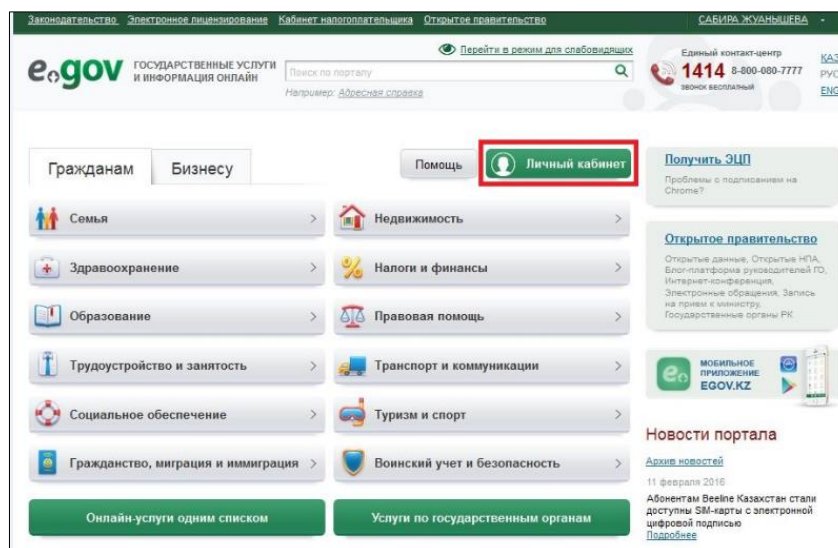 Законодательство Электронное лицензирование Кабинет налогоплательщика Открытое правительство САБИРА ЖУАНЫШЕВА
Перейти в режим для слабовидящих
e.gov ГОСУДАРСТВЕННЫЕ УСЛУГИ
И ИНФОРМАЦИЯ ОНЛАЙН
Поиск по порталу
Например: Адресная справка
Единый контакт-центр
1414 8-800-080-7777
звонок бесплатный
ҚАЗ
РУС
ENG
Гражданам Бизнесу Помощь Личный кабинет
Семья
Недвижимость
Здравоохранение
Налоги и финансы
Образование
Правовая помощь
Трудоустройство и занятость
Транспорт и коммуникации
Социальное обеспечение
Туризм и спорт
Гражданство, миграция и иммиграция
Воинский учет и безопасность
Онлайн-услуги одним списком
Услуги по государственным органам
Получить ЭЦП
Проблемы с подписанием на
Chrome?
Открытое правительство
Открытые данные, Открытые НПА,
Блог-платформа руководителей ГО,
Интернет-конференция,
Электронные обращения, Запись
на прием к министру,
Государственные органы РК
МОБИЛЬНОЕ
ПРИЛОЖЕНИЕ
EGOV.KZ
Новости портала
Архив новостей
11 февраля 2016
Абонентам Beeline Казахстан стали
доступны SIM-карты с электронной
цифровой подписью
Подробнее